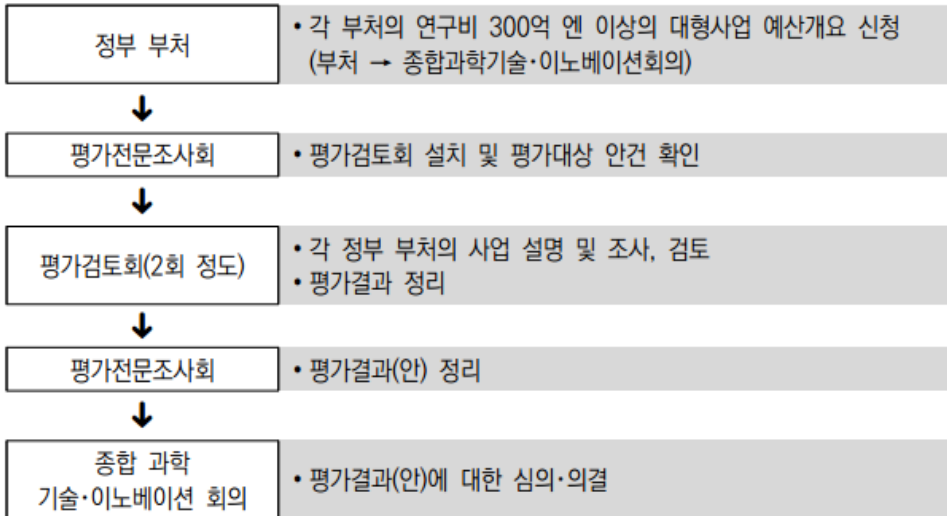 정부 부처
• 각 부처의 연구비 300억 엔 이상의 대형사업 예산개요 신청
(부처 → 종합과학기술·이노베이션회의)
평가전문조사회
• 평가검토회 설치 및 평가대상 안건 확인
평가검토회(2회 정도)
• 각 정부 부처의 사업 설명 및 조사, 검토
• 평가결과 정리
평가전문조사회
• 평가결과(안) 정리
종합 과학
기술·이노베이션 회의
• 평가결과(안)에 대한 심의·의결